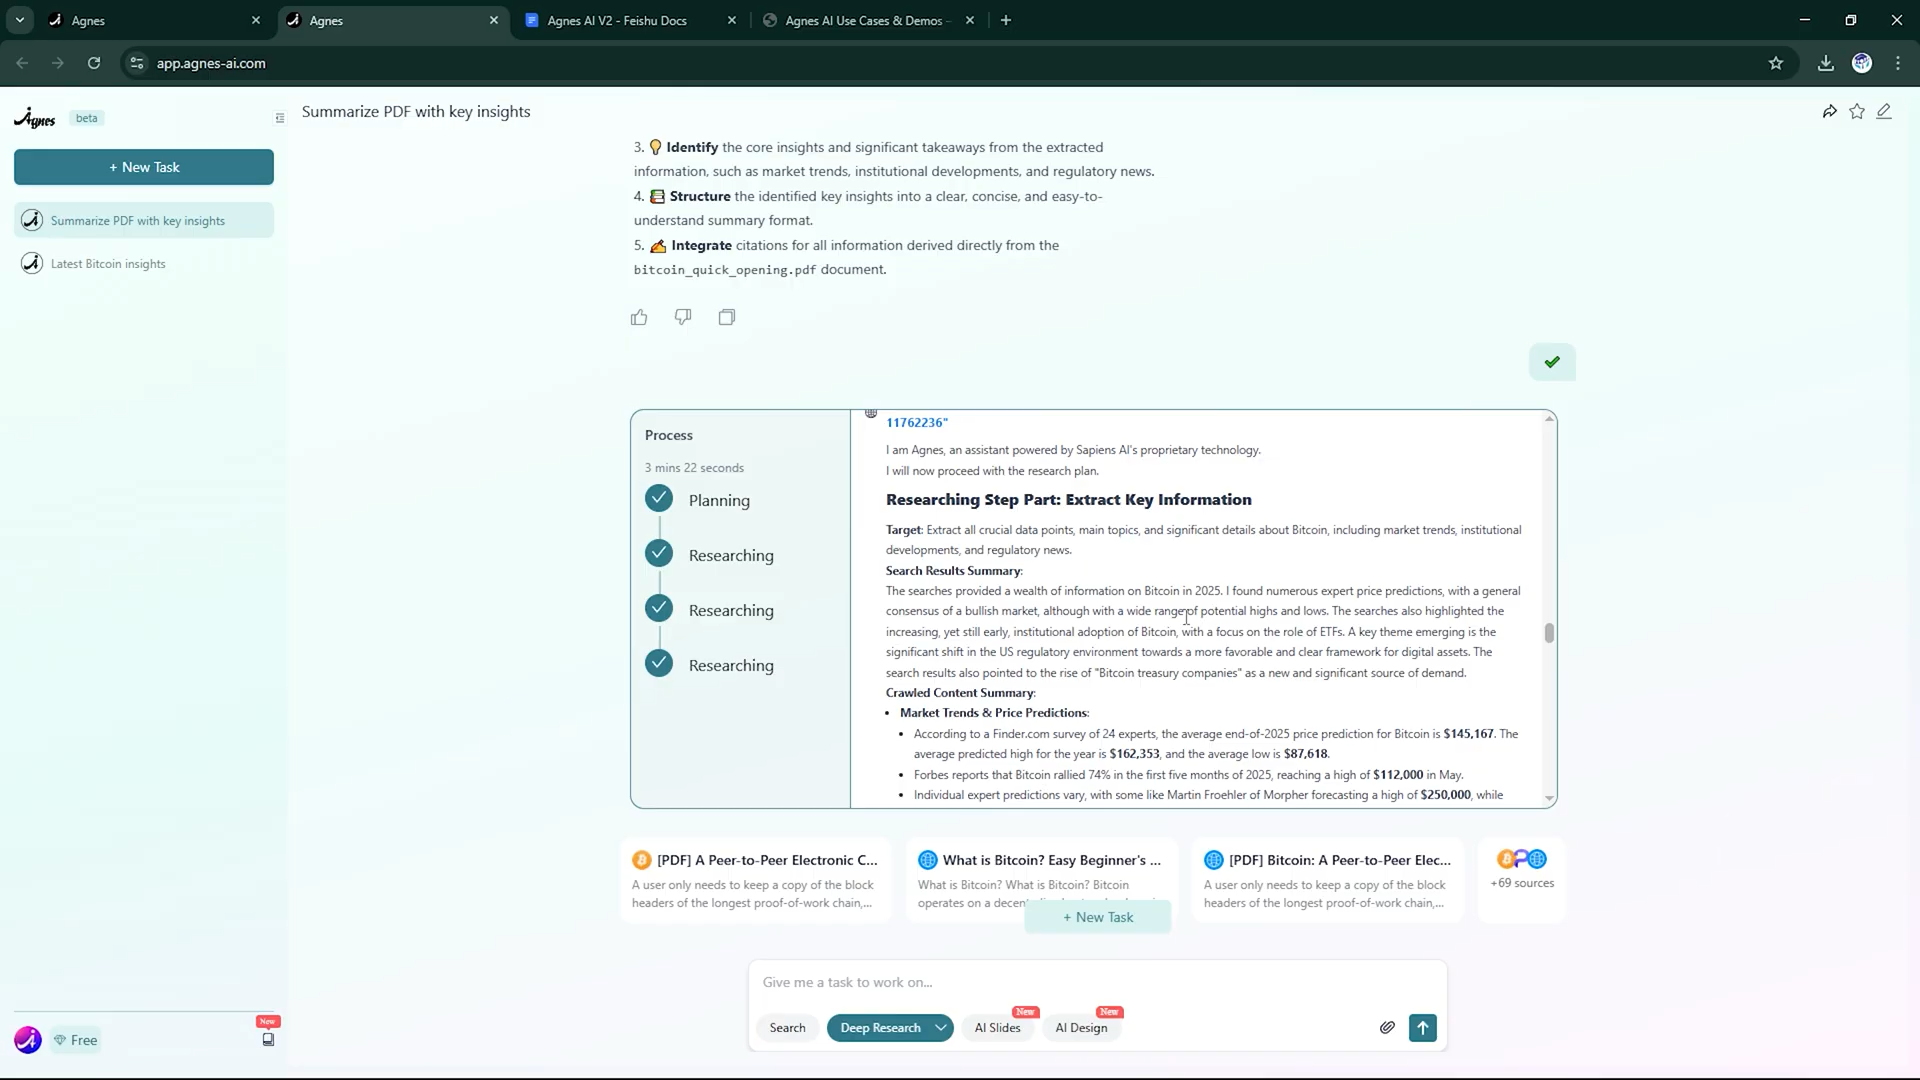 Agnes
Agnes
Agnes AI V2 - Feishu Docs
Agnes AI Use Cases & Demos -
app.agnes-ai.com
Agnes
beta
Summarize PDF with key insights
+ New Task
Summarize PDF with key insights
Latest Bitcoin insights
3. 💡 Identify the core insights and significant takeaways from the extracted
information, such as market trends, institutional developments, and regulatory news.
4. 📚 Structure the identified key insights into a clear, concise, and easy-to-
understand summary format.
5. ✍️ Integrate citations for all information derived directly from the
bitcoin_quick_opening.pdf document.
Process
3 mins 22 seconds
Planning
Researching
Researching
Researching
11762236"
I am Agnes, an assistant powered by Sapiens AI's proprietary technology.
I will now proceed with the research plan.
Researching Step Part: Extract Key Information
Target: Extract all crucial data points, main topics, and significant details about Bitcoin, including market trends, institutional
developments, and regulatory news.
Search Results Summary:
The searches provided a wealth of information on Bitcoin in 2025. I found numerous expert price predictions, with a general
consensus of a bullish market, although with a wide range of potential highs and lows. The searches also highlighted the
increasing, yet still early, institutional adoption of Bitcoin, with a focus on the role of ETFs. A key theme emerging is the
significant shift in the US regulatory environment towards a more favorable and clear framework for digital assets. The
search results also pointed to the rise of "Bitcoin treasury companies" as a new and significant source of demand.
Crawled Content Summary:
• Market Trends & Price Predictions:
• According to a Finder.com survey of 24 experts, the average end-of-2025 price prediction for Bitcoin is $145,167. The
average predicted high for the year is $162,353, and the average low is $87,618.
• Forbes reports that Bitcoin rallied 74% in the first five months of 2025, reaching a high of $112,000 in May.
• Individual expert predictions vary, with some like Martin Froehler of Morpher forecasting a high of $250,000, while
[PDF] A Peer-to-Peer Electronic C...
A user only needs to keep a copy of the block
headers of the longest proof-of-work chain,...
What is Bitcoin? Easy Beginner's ...
What is Bitcoin? What is Bitcoin? Bitcoin
operates on a
[PDF] Bitcoin: A Peer-to-Peer Elec...
A user only needs to keep a copy of the block
headers of the longest proof-of-work chain,...
+69 sources
+ New Task
Give me a task to work on...
Search
Deep Research
AI Slides
New
AI Design
New
Free
New